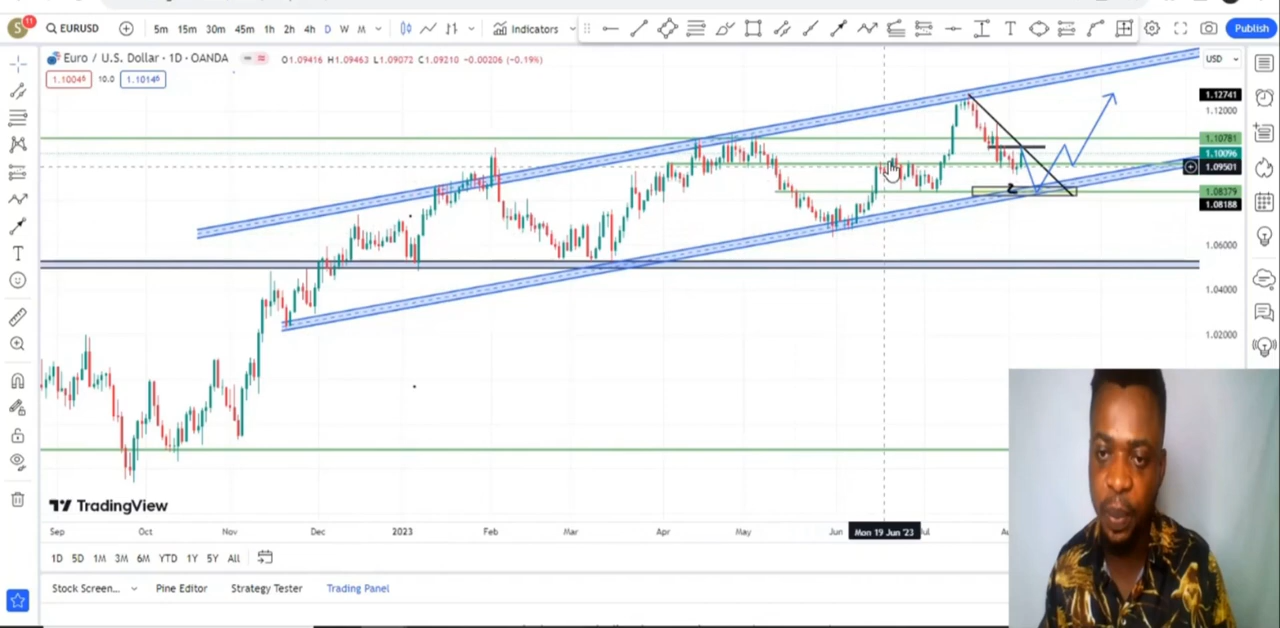 S 11 EURUSD 5m 15m 30m 45m 1h 2h 4h D W M Indicators Publish
Euro / U.S. Dollar · 1D · OANDA O1.09416 H1.09463 L1.09072 C1.09210 −0.00206 (−0.19%) USD
1.10046 10.0 1.10146
1.12741
1.12000
1.10781
1.10096
1.09501
1.08379
1.08188
1.06000
1.04000
1.02000
TradingView
Sep Oct Nov Dec 2023 Feb Mar Apr May Jun Mon 19 Jun '23 ul Au
1D 5D 1M 3M 6M YTD 1Y 5Y All
Stock Screen... Pine Editor Strategy Tester Trading Panel